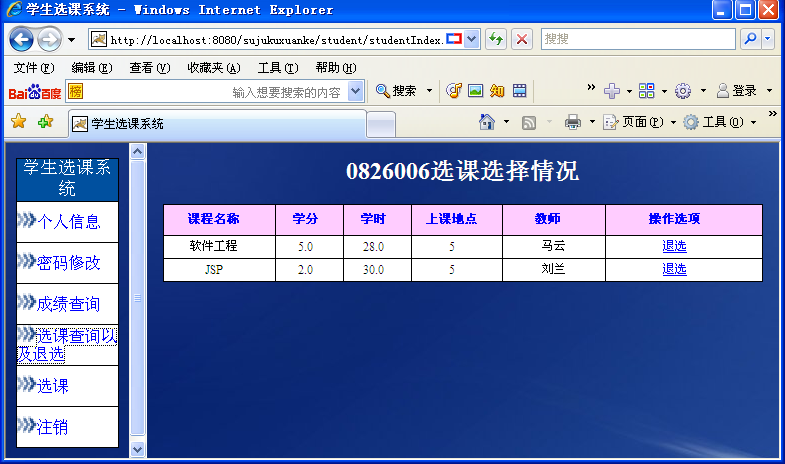 学生选课系统 - Windows Internet Explorer
http://localhost:8080/sujukuxuanke/student/studentIndex.
搜搜
文件(F) 编辑(E) 查看(V) 收藏夹(A) 工具(T) 帮助(H)
Bai百度 榜 输入想要搜索的内容 搜索 知 登录
学生选课系统 页面(P) 工具(O)
学生选课系
统
个人信息
密码修改
成绩查询
选课查询以
及退选
选课
注销
0826006选课选择情况
课程名称 学分 学时 上课地点 教师 操作选项
软件工程 5.0 28.0 5 马云 退选
JSP 2.0 30.0 5 刘兰 退选